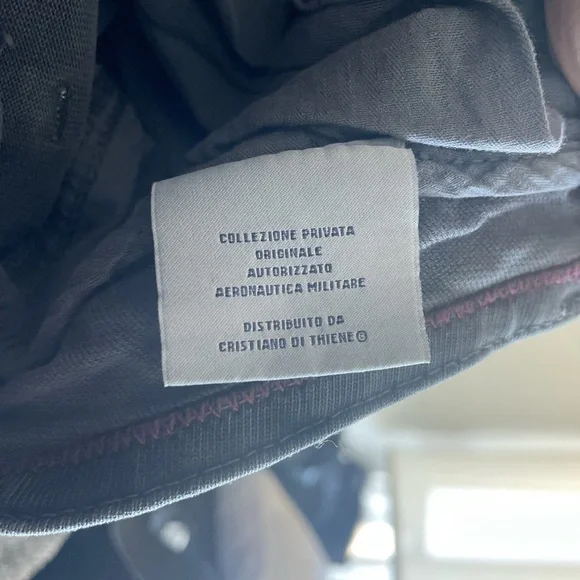 COLLEZIONE PRIVATA
ORIGINALE
AUTORIZZATO
AERONAUTICA MILITARE
DISTRIBUITO DA
CRISTIANO DI THIENE®